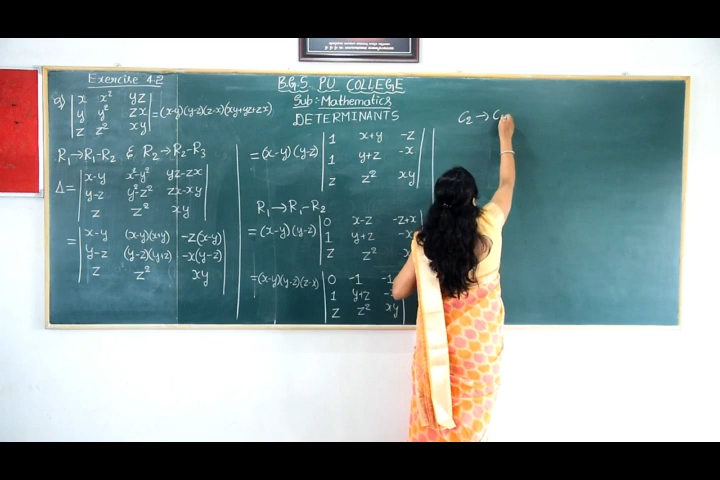 Exercise 4.2
B.G.S. PU COLLEGE
Sub:- Mathematics
DETERMINANTS
9) | x x² yz |
| y y² zx | = (x-y)(y-z)(z-x)(xy+yz+zx)
| z z² xy |
R₁→R₁-R₂ & R₂→R₂-R₃
Δ = | x-y x²-y² yz-zx |
| y-z y²-z² zx-xy |
| z z² xy |
= | x-y (x-y)(x+y) -z(x-y) |
| y-z (y-z)(y+z) -x(y-z) |
| z z² xy |
= (x-y)(y-z) | 1 x+y -z |
| 1 y+z -x |
| z z² xy |
R₁→R₁-R₂
= (x-y)(y-z) | 0 x-z -z+x |
| 1 y+z -x
| z z²
= (x-y)(y-z)(z-x) | 0 -1 -1
| 1 y+z
| z z² xy |
C₂→C